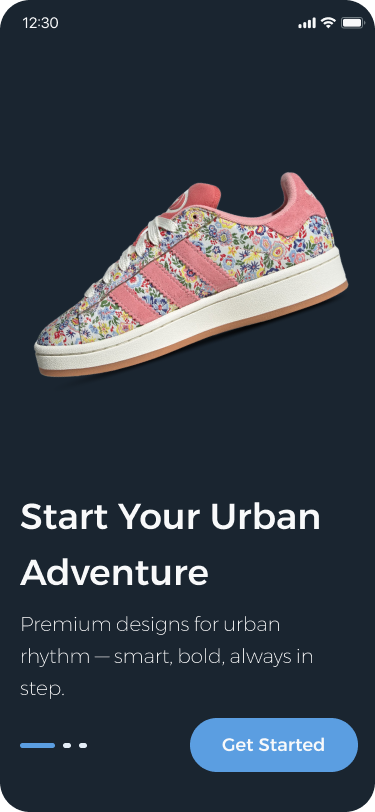 12:30
Start Your Urban
Adventure
Premium designs for urban
rhythm — smart, bold, always in
step.
Get Started